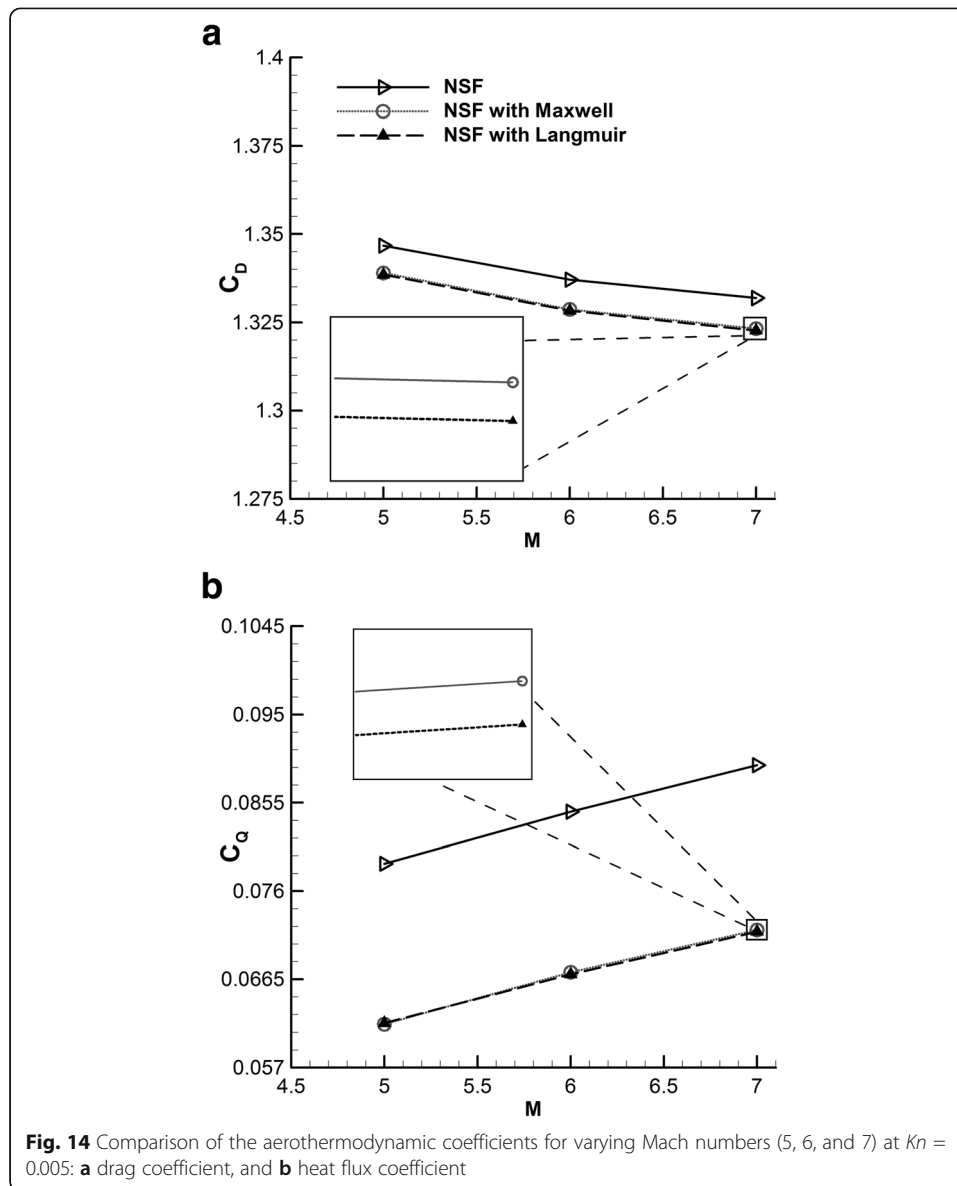 a
1.4
1.375
1.35
1.325
1.3
1.275
C_D
NSF
NSF with Maxwell
NSF with Langmuir
4.5 5 5.5 6 6.5 7
M
b
0.1045
0.095
0.0855
0.076
0.0665
0.057
C_Q
4.5 5 5.5 6 6.5 7
M
Fig. 14 Comparison of the aerothermodynamic coefficients for varying Mach numbers (5, 6, and 7) at Kn =
0.005: a drag coefficient, and b heat flux coefficient